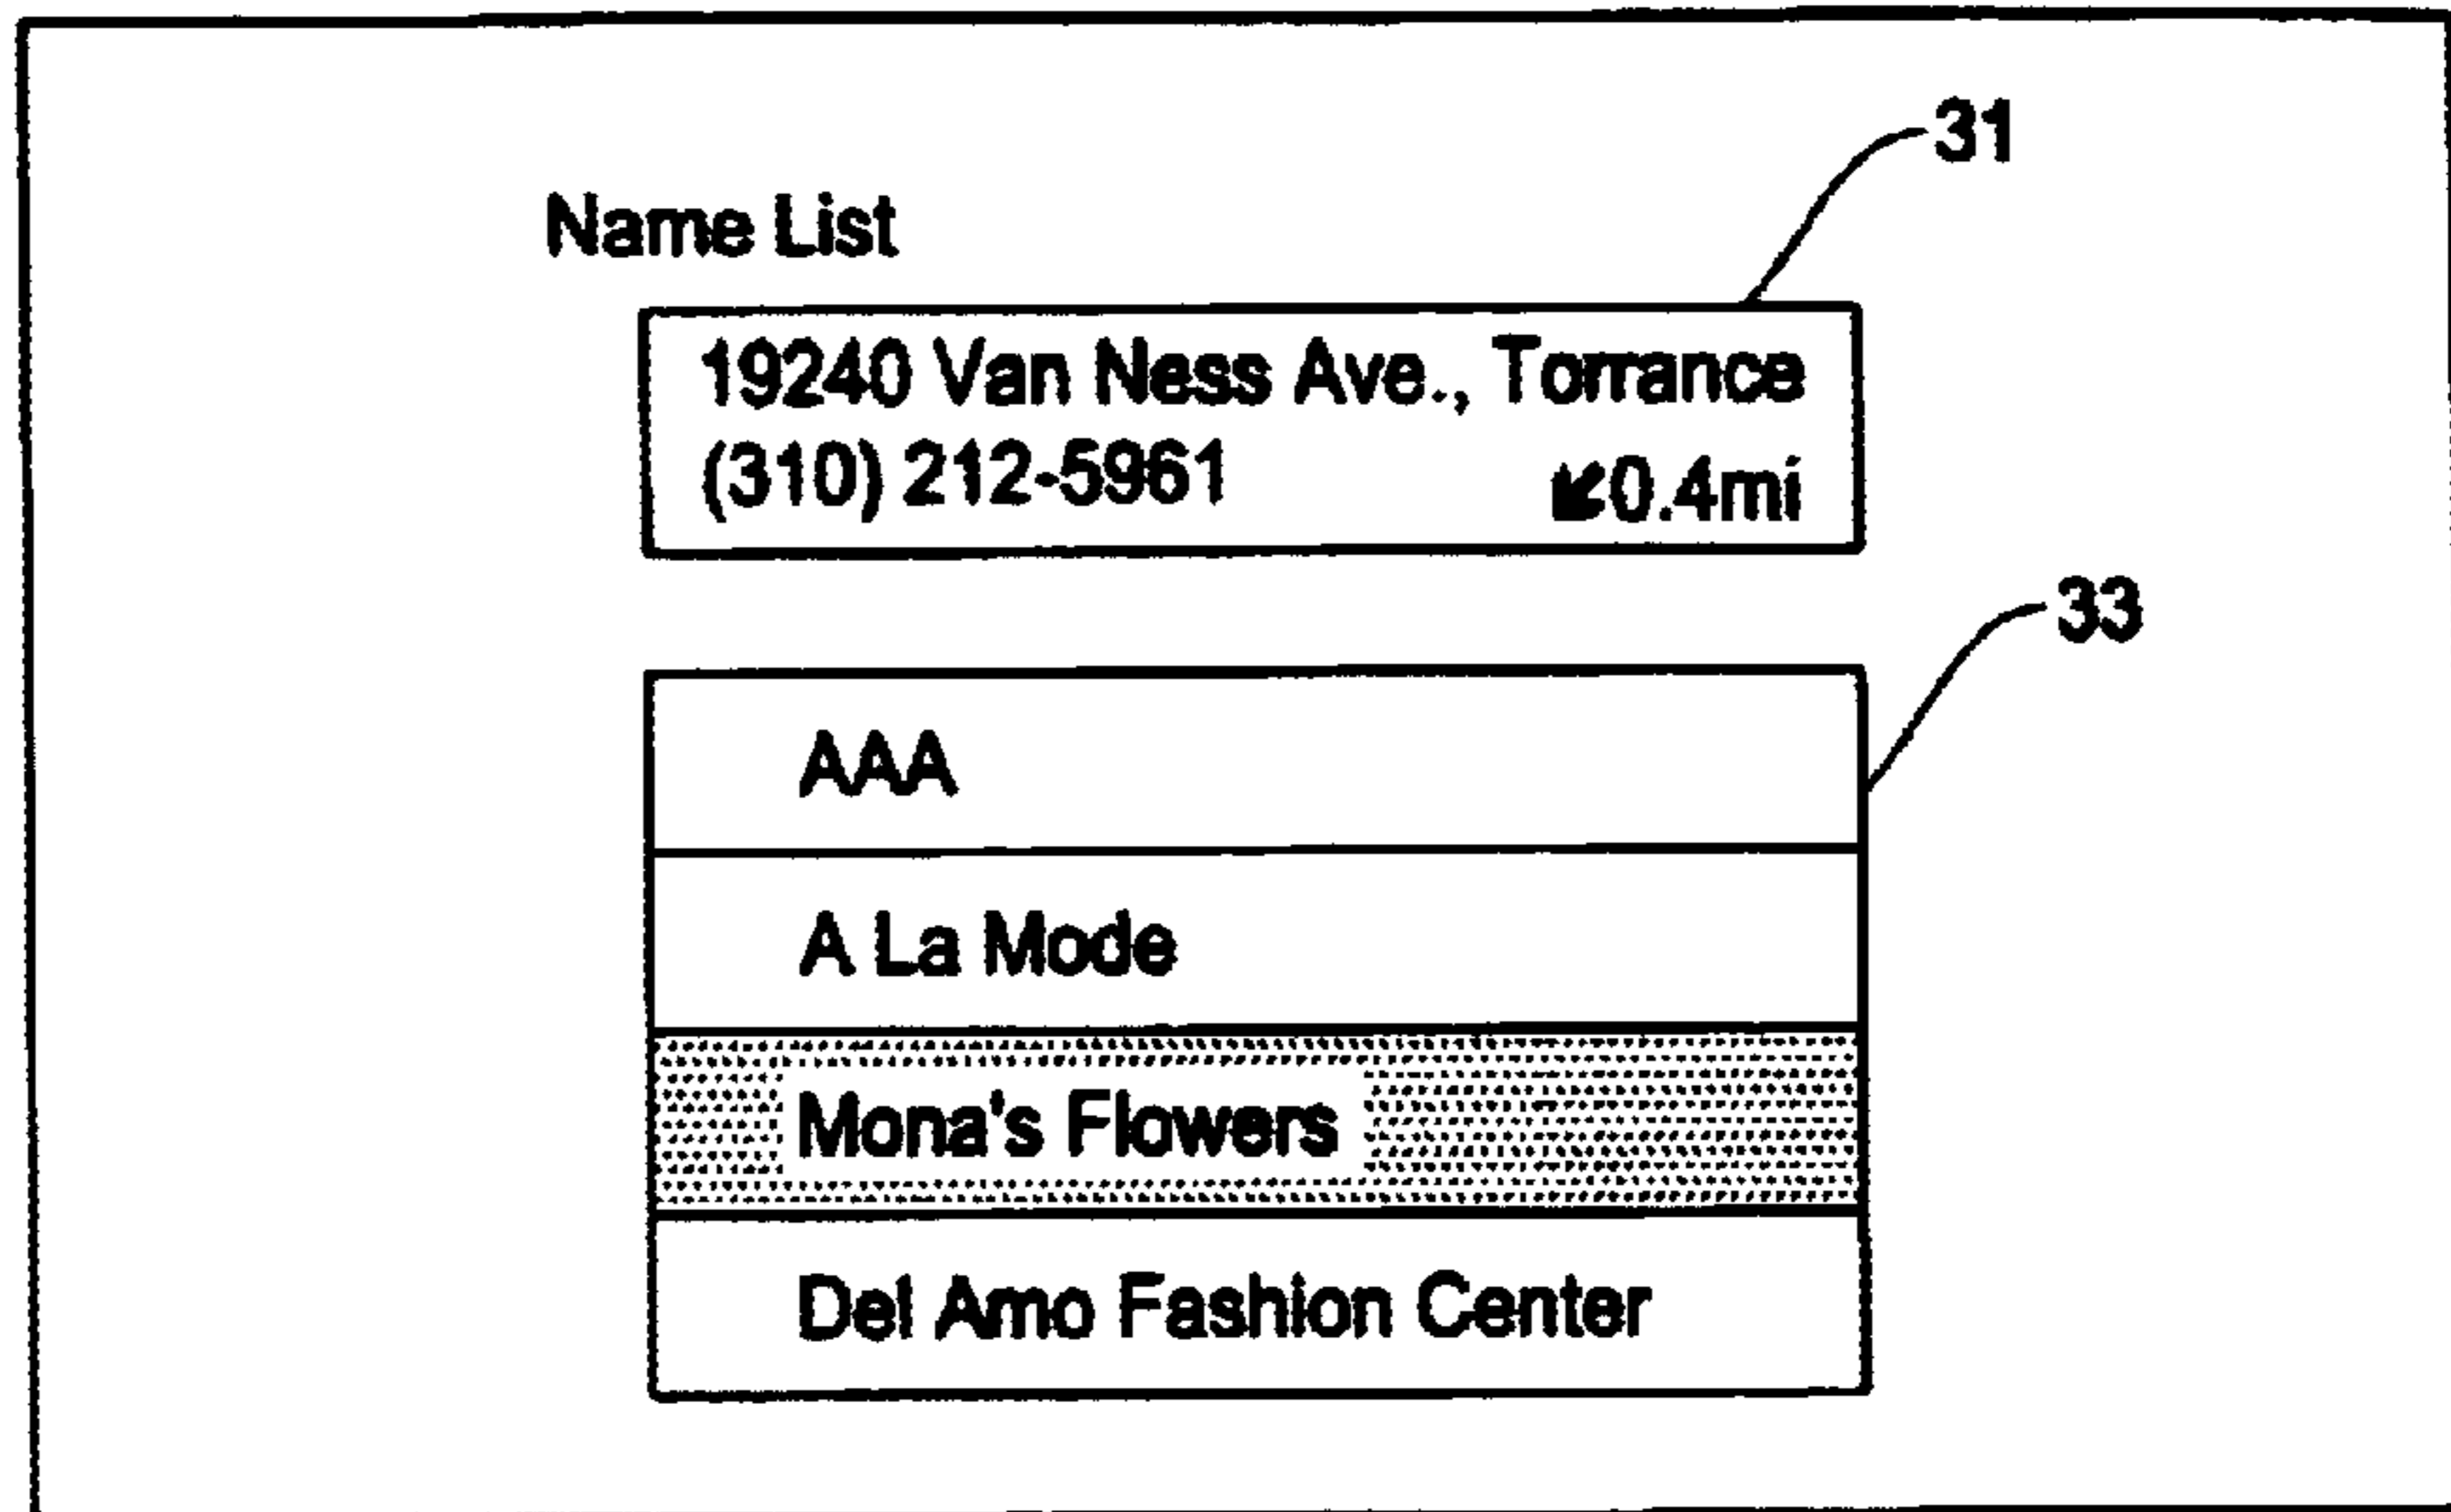 31
Name List
19240 Van Ness Ave., Torrance
(310) 212-5961 ↙0.4mi
33
AAA
A La Mode
Mona's Flowers
Del Amo Fashion Center